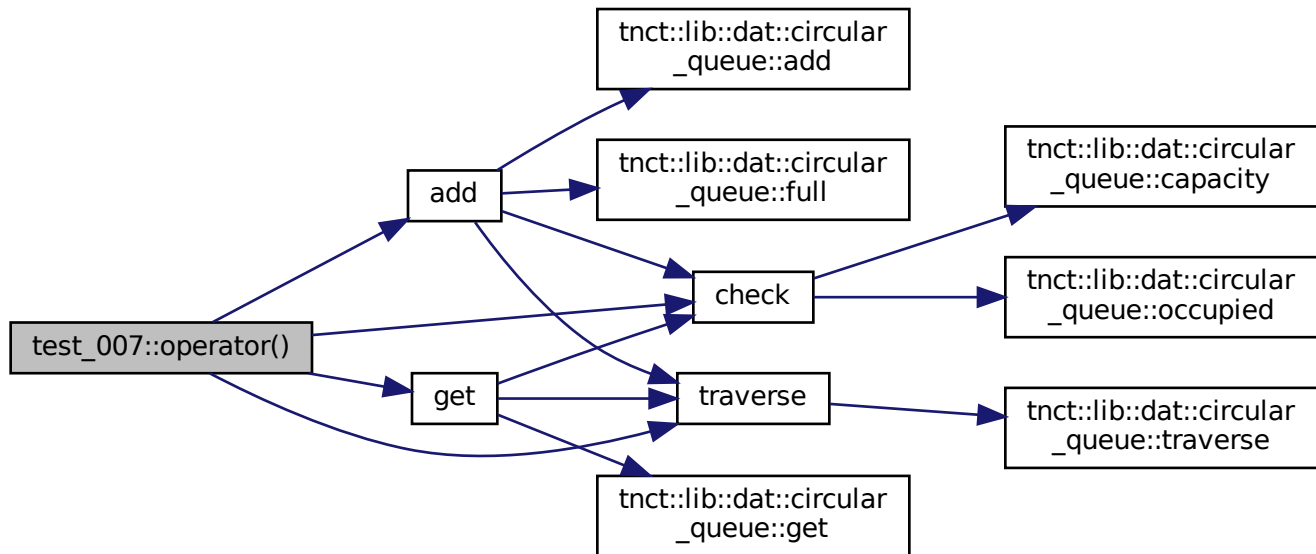 test_007::operator()
add
get
tnct::lib::dat::circular
_queue::add
tnct::lib::dat::circular
_queue::full
check
traverse
tnct::lib::dat::circular
_queue::get
tnct::lib::dat::circular
_queue::capacity
tnct::lib::dat::circular
_queue::occupied
tnct::lib::dat::circular
_queue::traverse